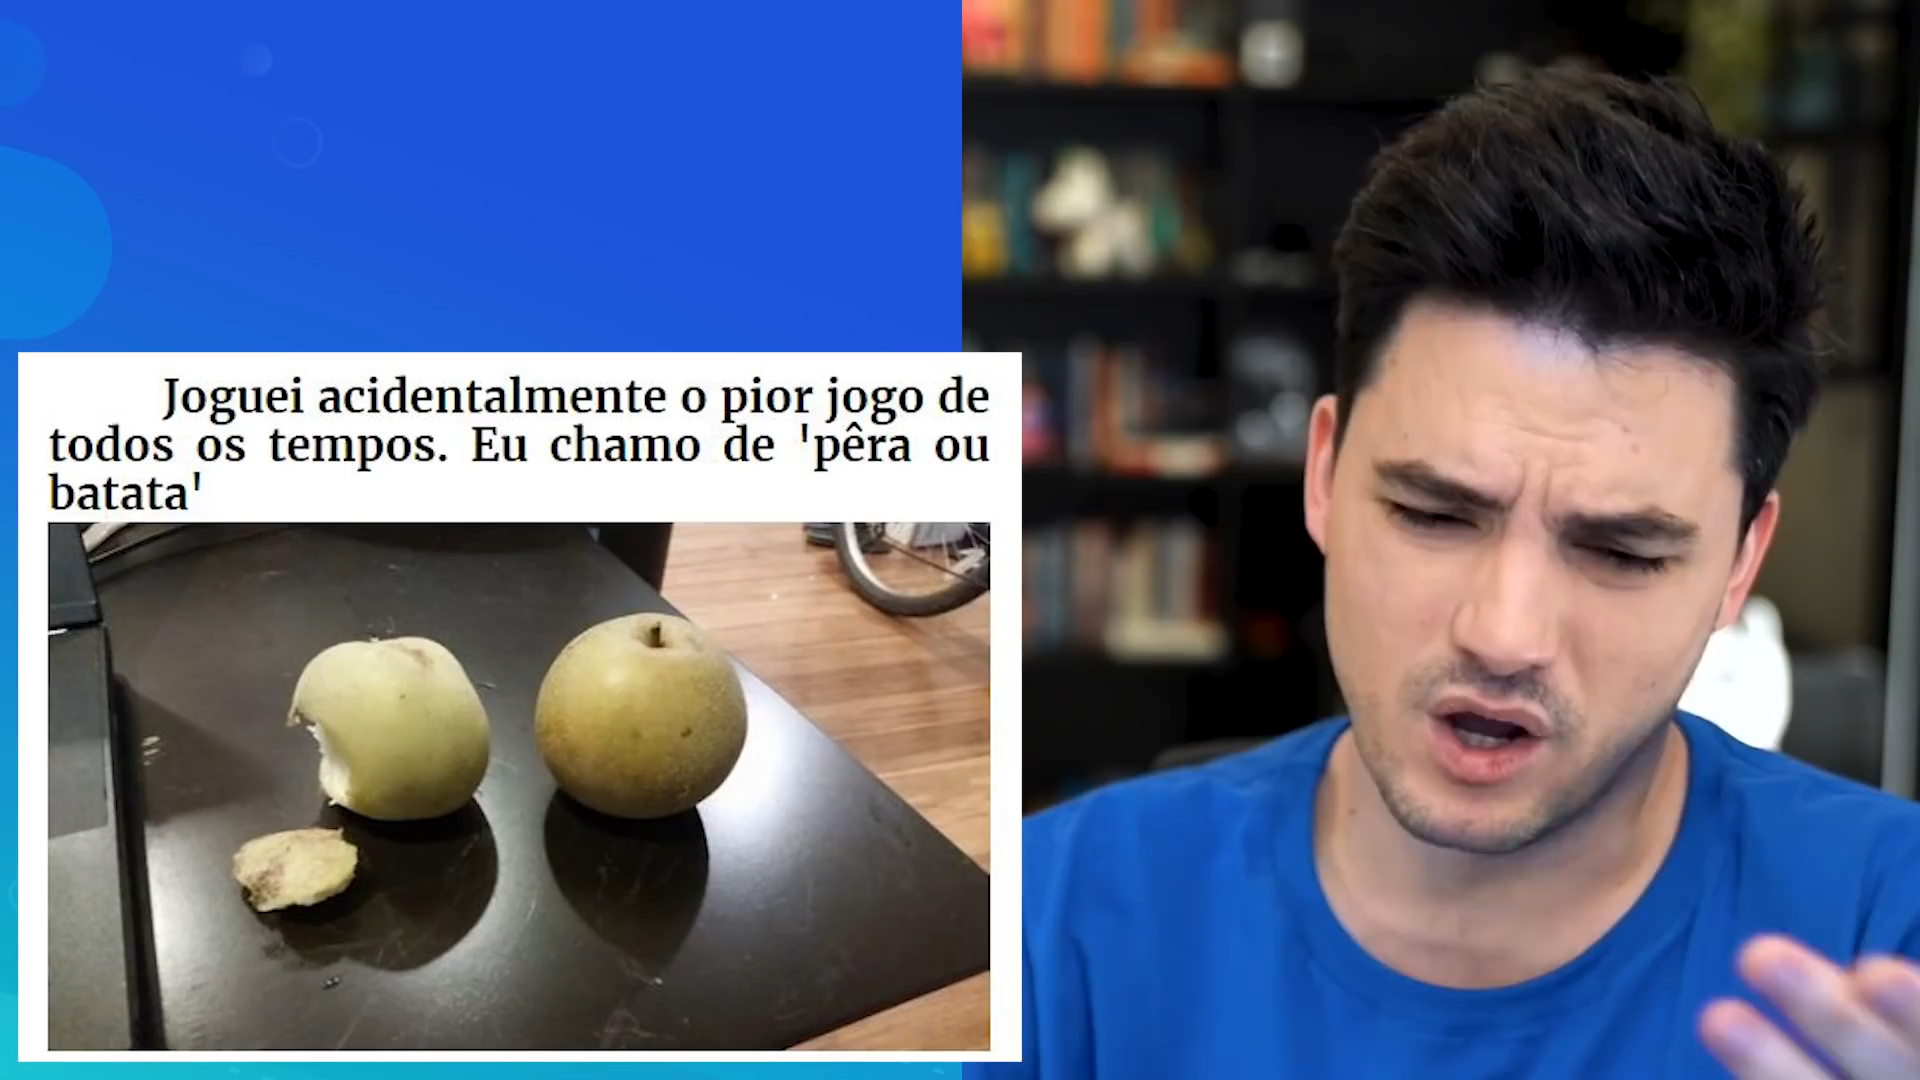 Joguei acidentalmente o pior jogo de
todos os tempos. Eu chamo de 'pêra ou
batata'